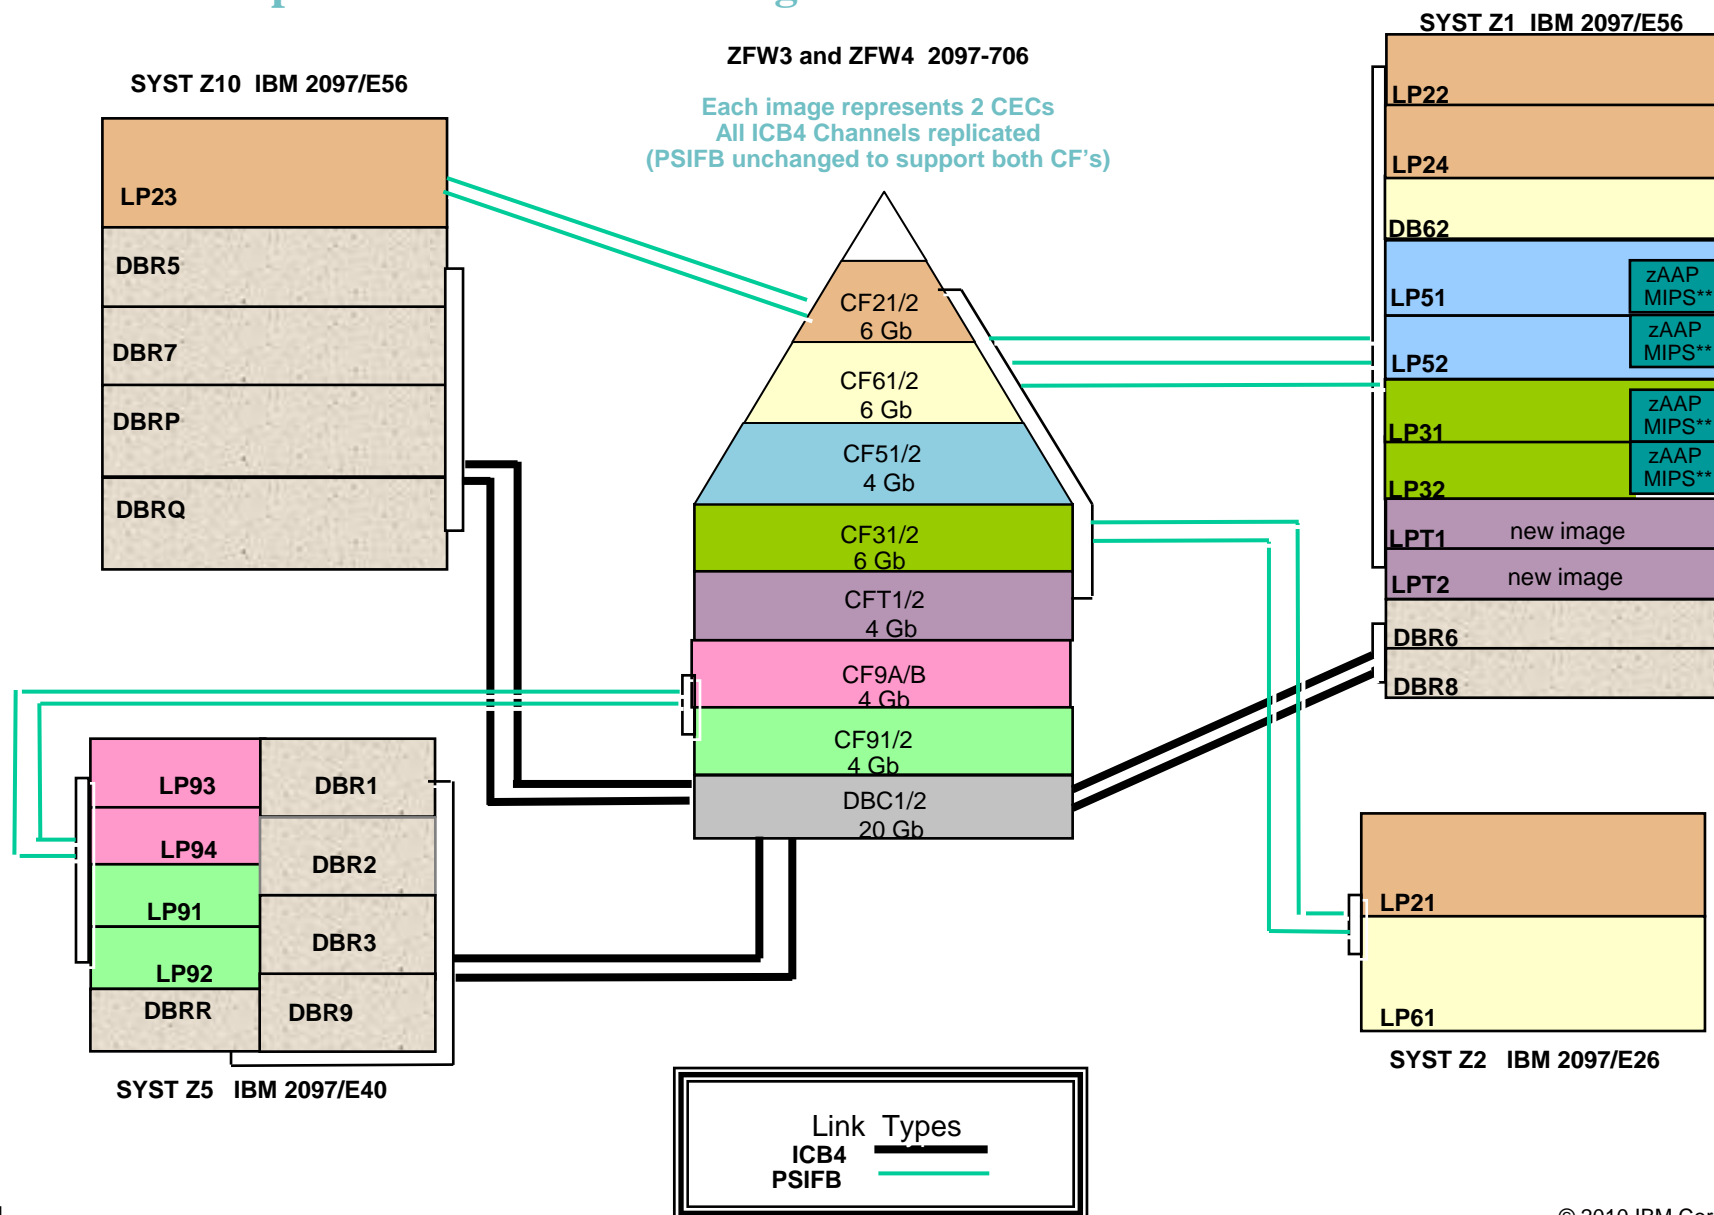 SYST Z10 IBM 2097/E56
LP23
DBR5
DBR7
DBRP
DBRQ
ZFW3 and ZFW4 2097-706
Each image represents 2 CECs
All ICB4 Channels replicated
(PSIFB unchanged to support both CF's)
CF21/2
6 Gb
CF61/2
6 Gb
CF51/2
4 Gb
CF31/2
6 Gb
CFT1/2
4 Gb
CF9A/B
4 Gb
CF91/2
4 Gb
DBC1/2
20 Gb
SYST Z1 IBM 2097/E56
LP22
LP24
DB62
LP51
zAAP
MIPS**
LP52
zAAP
MIPS**
LP31
zAAP
MIPS**
LP32
zAAP
MIPS**
LPT1 new image
LPT2 new image
DBR6
DBR8
LP93 DBR1
LP94 DBR2
LP91 DBR3
LP92
DBRR DBR9
SYST Z5 IBM 2097/E40
LP21
LP61
SYST Z2 IBM 2097/E26
Link Types
ICB4
PSIFB
© 2010 IBM